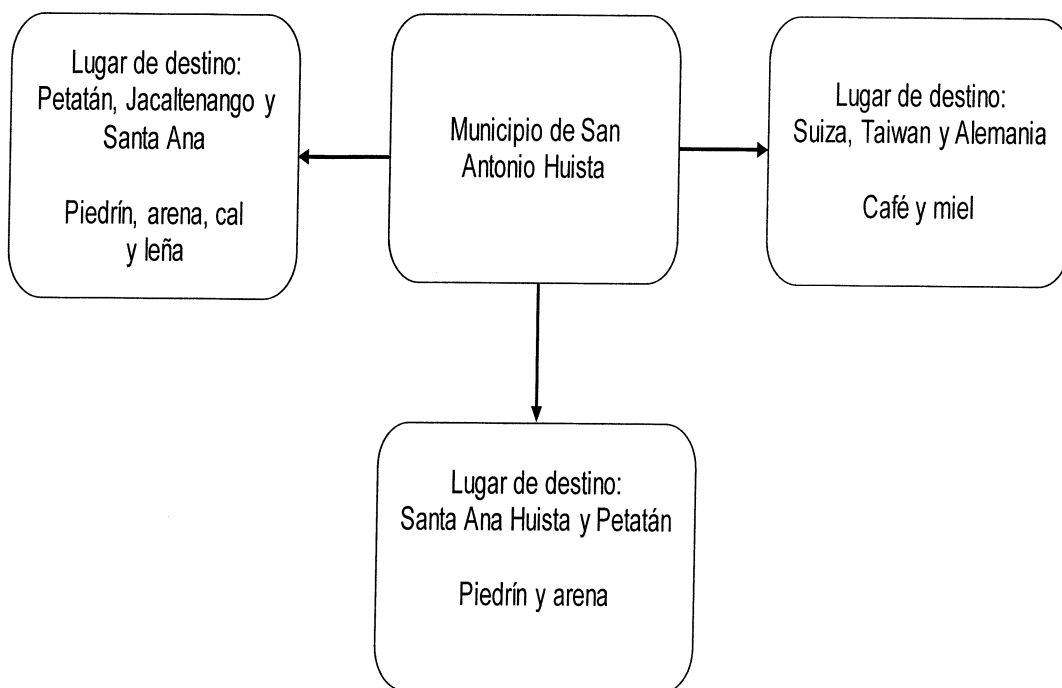 Lugar de destino:
Petatán, Jacaltenango y
Santa Ana
Piedrín, arena, cal
y leña
Municipio de San
Antonio Huista
Lugar de destino:
Suiza, Taiwan y Alemania
Café y miel
Lugar de destino:
Santa Ana Huista y Petatán
Piedrín y arena